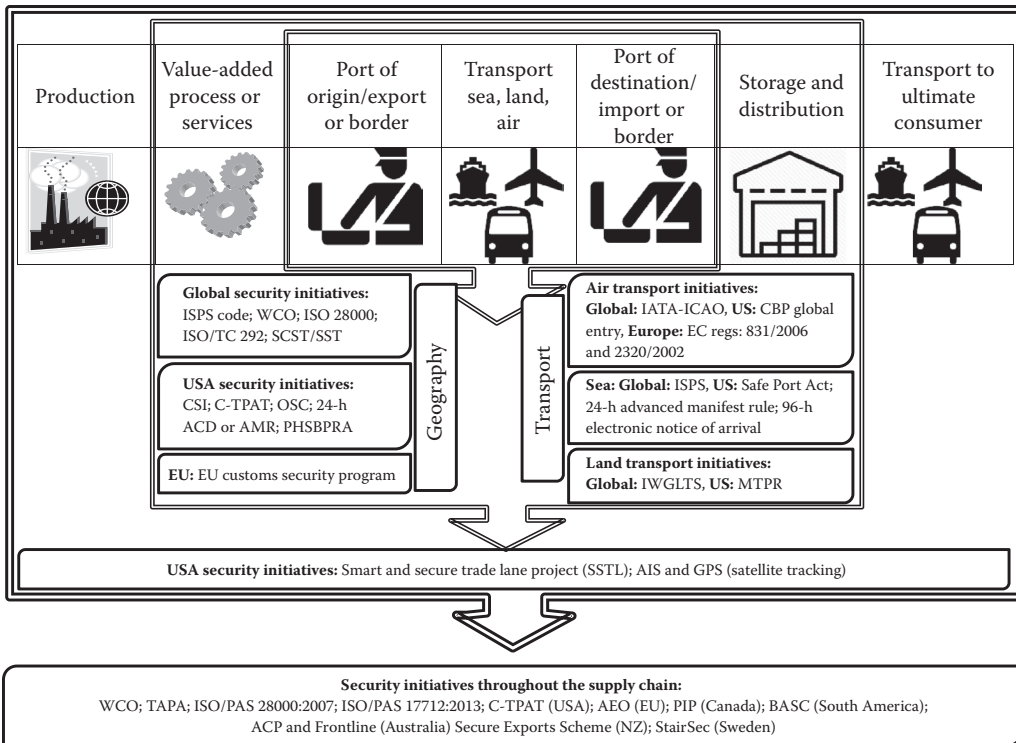 Production
Value-added
process or
services
Port of
origin/export
or border
Transport
sea, land,
air
Port of
destination/
import or
border
Storage and
distribution
Transport to
ultimate
consumer
Global security initiatives:
ISPS code; WCO; ISO 28000;
ISO/TC 292; SCST/SST
USA security initiatives:
CSI; C-TPAT; OSC; 24-h
ACD or AMR; PHSBPRA
EU: EU customs security program
Geography
Transport
Air transport initiatives:
Global: IATA-ICAO, US: CBP global
entry, Europe: EC regs: 831/2006
and 2320/2002
Sea: Global: ISPS, US: Safe Port Act;
24-h advanced manifest rule; 96-h
electronic notice of arrival
Land transport initiatives:
Global: IWGLTS, US: MTPR
USA security initiatives: Smart and secure trade lane project (SSTL); AIS and GPS (satellite tracking)
Security initiatives throughout the supply chain:
WCO; TAPA; ISO/PAS 28000:2007; ISO/PAS 17712:2013; C-TPAT (USA); AEO (EU); PIP (Canada); BASC (South America);
ACP and Frontline (Australia) Secure Exports Scheme (NZ); StairSec (Sweden)